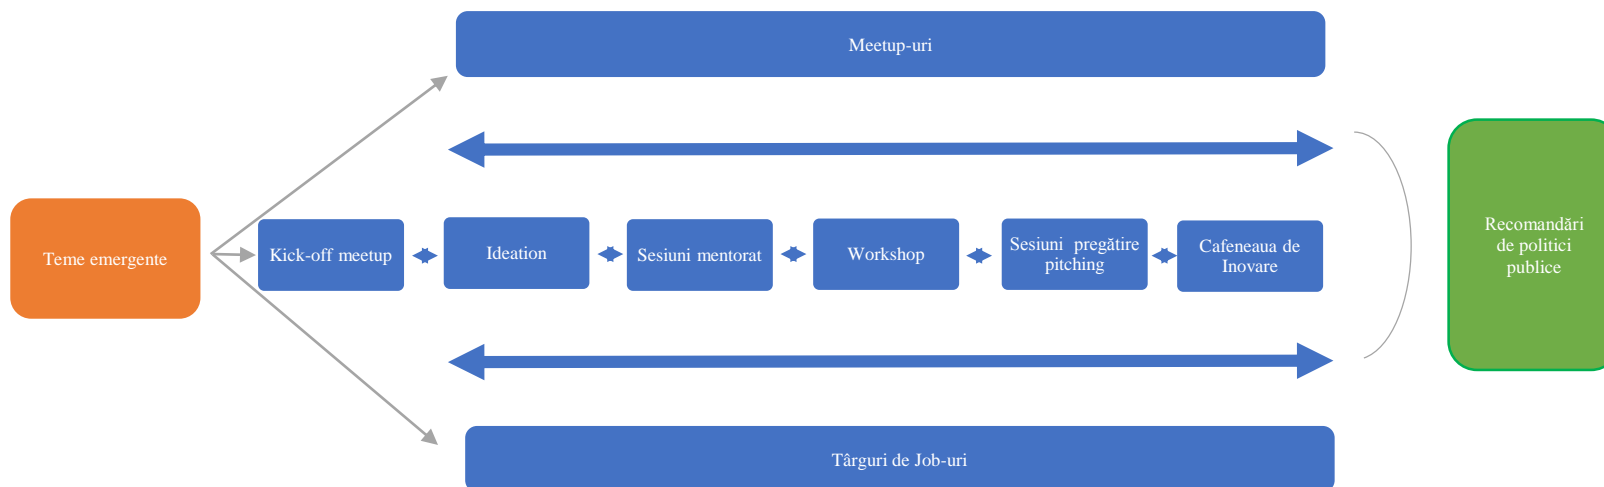 Meetup-uri
Teme emergente
Kick-off meetup
Ideation
Sesiuni mentorat
Workshop
Sesiuni pregătire
pitching
Cafeneaua de
Inovare
Recomandări
de politici
publice
Târguri de Job-uri